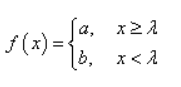 f(x) = { a, x ≥ λ
b, x < λ